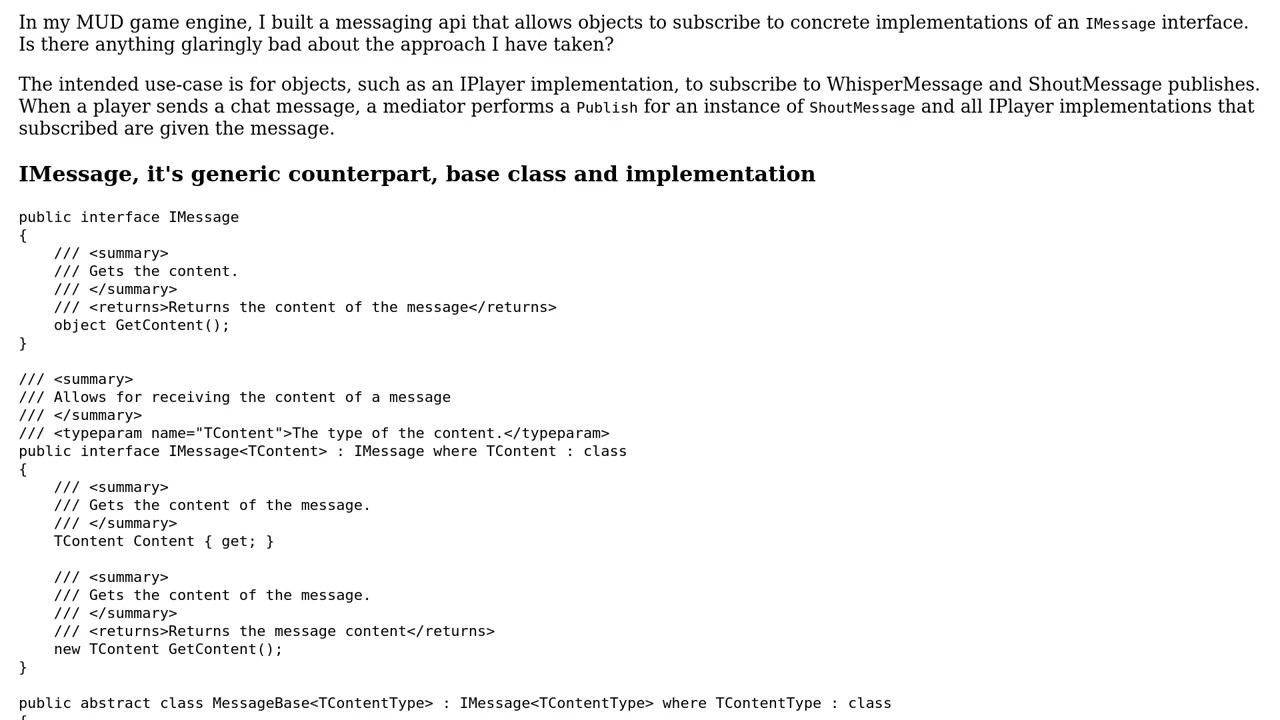 In my MUD game engine, I built a messaging api that allows objects to subscribe to concrete implementations of an IMessage interface.
Is there anything glaringly bad about the approach I have taken?
The intended use-case is for objects, such as an IPlayer implementation, to subscribe to WhisperMessage and ShoutMessage publishes.
When a player sends a chat message, a mediator performs a Publish for an instance of ShoutMessage and all IPlayer implementations that
subscribed are given the message.
IMessage, it's generic counterpart, base class and implementation
public interface IMessage
{
    /// <summary>
    /// Gets the content.
    /// </summary>
    /// <returns>Returns the content of the message</returns>
    object GetContent();
}
/// <summary>
/// Allows for receiving the content of a message
/// </summary>
/// <typeparam name="TContent">The type of the content.</typeparam>
public interface IMessage<TContent> : IMessage where TContent : class
{
    /// <summary>
    /// Gets the content of the message.
    /// </summary>
    TContent Content { get; }
    /// <summary>
    /// Gets the content of the message.
    /// </summary>
    /// <returns>Returns the message content</returns>
    new TContent GetContent();
}
public abstract class MessageBase<TContentType> : IMessage<TContentType> where TContentType : class
{